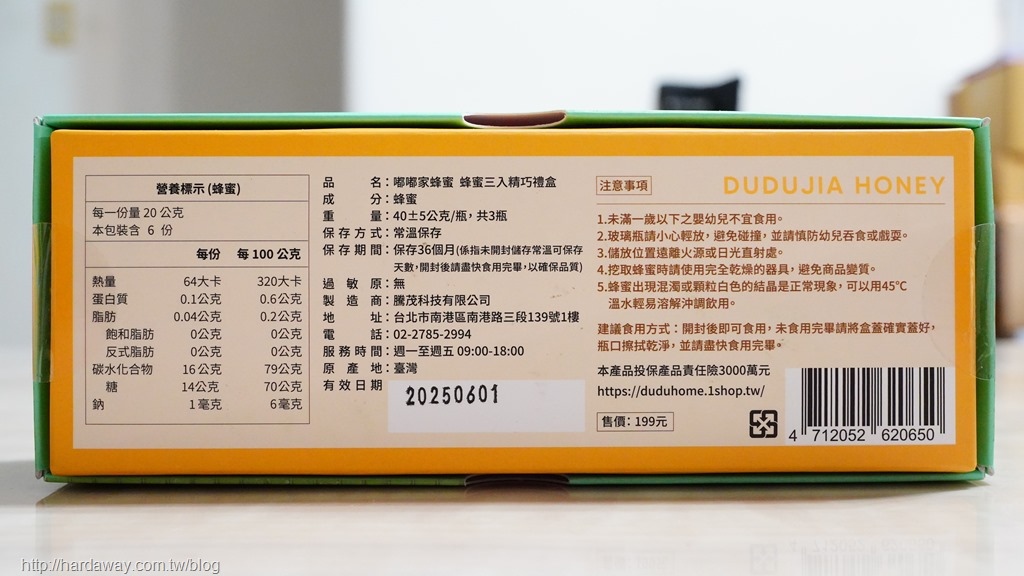 營養標示 (蜂蜜)
每一份量 20 公克
本包裝含 6 份
每份 每 100 公克
熱量 64大卡 320大卡
蛋白質 0.1公克 0.6公克
脂肪 0.04公克 0.2公克
飽和脂肪 0公克 0公克
反式脂肪 0公克 0公克
碳水化合物 16公克 79公克
糖 14公克 70公克
鈉 1毫克 6毫克
品名：嘟嘟家蜂蜜 蜂蜜三入精巧禮盒
成分：蜂蜜
重量：40±5公克/瓶，共3瓶
保存方式：常溫保存
保存期間：保存36個月(係指未開封儲存常溫可保存
天數，開封後請盡快食用完畢，以確保品質)
過敏原：無
製造商：騰茂科技有限公司
地址：台北市南港區南港路三段139號1樓
電話：02-2785-2994
服務時間：週一至週五 09:00-18:00
原產地：臺灣
有效日期
20250601
注意事項
DUDUJIA HONEY
1.未滿一歲以下之嬰幼兒不宜食用。
2.玻璃瓶請小心輕放，避免碰撞，並請慎防幼兒吞食或戲耍。
3.儲放位置遠離火源或日光直射處。
4.挖取蜂蜜時請使用完全乾燥的器具，避免商品變質。
5.蜂蜜出現混濁或顆粒白色的結晶是正常現象，可以用45℃
溫水輕易溶解沖調飲用。
建議食用方式：開封後即可食用，未食用完畢請將盒蓋確實蓋好，
瓶口擦拭乾淨，並請盡快食用完畢。
本產品投保產品責任險3000萬元
https://duduhome.1shop.tw/
售價：199元
4 712052 620650
http://hardaway.com.tw/blog